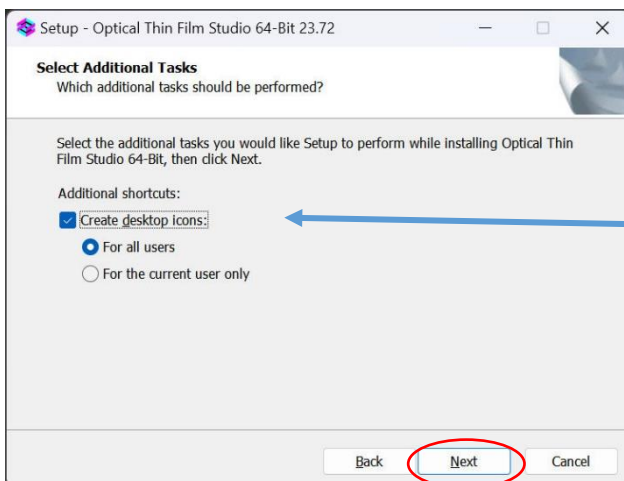 Setup - Optical Thin Film Studio 64-Bit 23.72
Select Additional Tasks
Which additional tasks should be performed?
Select the additional tasks you would like Setup to perform while installing Optical Thin
Film Studio 64-Bit, then click Next.
Additional shortcuts:
Create desktop icons:
For all users
For the current user only
Back Next Cancel